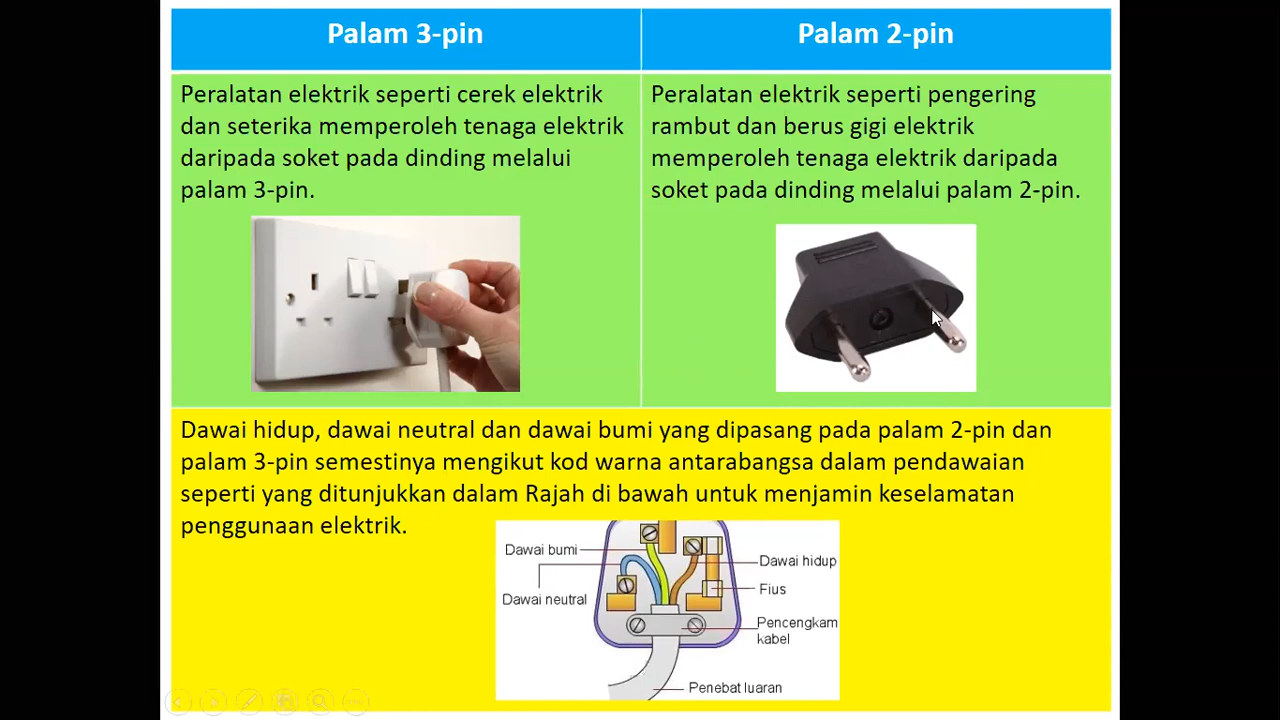 Palam 3-pin
Palam 2-pin
Peralatan elektrik seperti cerek elektrik
dan seterika memperoleh tenaga elektrik
daripada soket pada dinding melalui
palam 3-pin.
Peralatan elektrik seperti pengering
rambut dan berus gigi elektrik
memperoleh tenaga elektrik daripada
soket pada dinding melalui palam 2-pin.
Dawai hidup, dawai neutral dan dawai bumi yang dipasang pada palam 2-pin dan
palam 3-pin semestinya mengikut kod warna antarabangsa dalam pendawaian
seperti yang ditunjukkan dalam Rajah di bawah untuk menjamin keselamatan
penggunaan elektrik.
Dawai bumi
Dawai neutral
Dawai hidup
Fius
Pencengkam
kabel
Penebat luaran